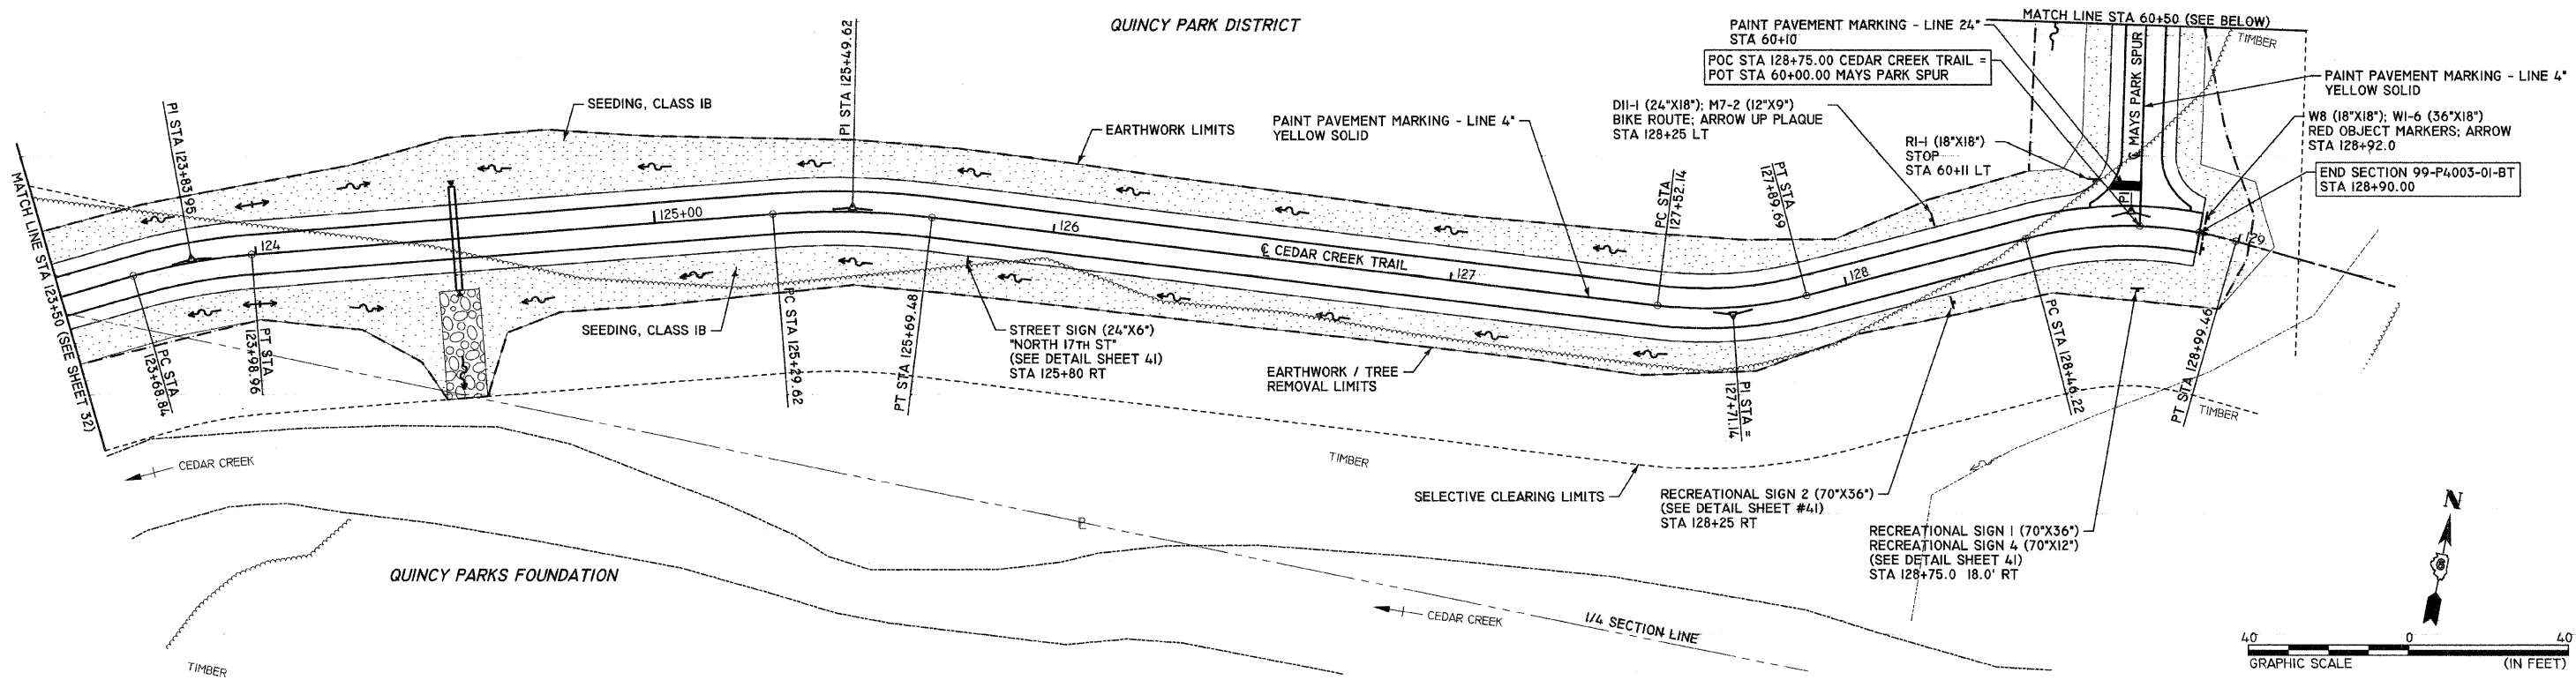 QUINCY PARK DISTRICT
MATCH LINE STA 60+50 (SEE BELOW)
TIMBER
PAINT PAVEMENT MARKING - LINE 24"
STA 60+10
POC STA 128+75.00 CEDAR CREEK TRAIL =
POT STA 60+00.00 MAYS PARK SPUR
℄ MAYS PARK SPUR
PAINT PAVEMENT MARKING - LINE 4"
YELLOW SOLID
W8 (18"X18"); W1-6 (36"X18")
RED OBJECT MARKERS; ARROW
STA 128+92.0
END SECTION 99-P4003-01-BT
STA 128+90.00
D11-1 (24"X18"); M7-2 (12"X9")
BIKE ROUTE; ARROW UP PLAQUE
STA 128+25 LT
R1-1 (18"X18")
STOP
STA 60+11 LT
PI
PAINT PAVEMENT MARKING - LINE 4"
YELLOW SOLID
SEEDING, CLASS 1B
EARTHWORK LIMITS
PI STA 125+49.62
PI STA 123+83.95
MATCH LINE STA 123+50 (SEE SHEET 32)
124
125+00
126
℄ CEDAR CREEK TRAIL
127
128
129
PC STA
127+52.14
PT STA
127+89.69
PC STA
123+68.84
PT STA
123+98.96
SEEDING, CLASS 1B
PC STA 125+29.62
PT STA 125+69.48
STREET SIGN (24"X6")
"NORTH 17TH ST"
(SEE DETAIL SHEET 41)
STA 125+80 RT
EARTHWORK / TREE
REMOVAL LIMITS
PI STA =
127+71.14
PC STA 128+46.22
PT STA 128+99.46
TIMBER
CEDAR CREEK
TIMBER
SELECTIVE CLEARING LIMITS
RECREATIONAL SIGN 2 (70"X36")
(SEE DETAIL SHEET #41)
STA 128+25 RT
RECREATIONAL SIGN 1 (70"X36")
RECREATIONAL SIGN 4 (70"X12")
(SEE DETAIL SHEET 41)
STA 128+75.0 18.0' RT
QUINCY PARKS FOUNDATION
CEDAR CREEK
1/4 SECTION LINE
TIMBER
N
40 0 40
GRAPHIC SCALE (IN FEET)